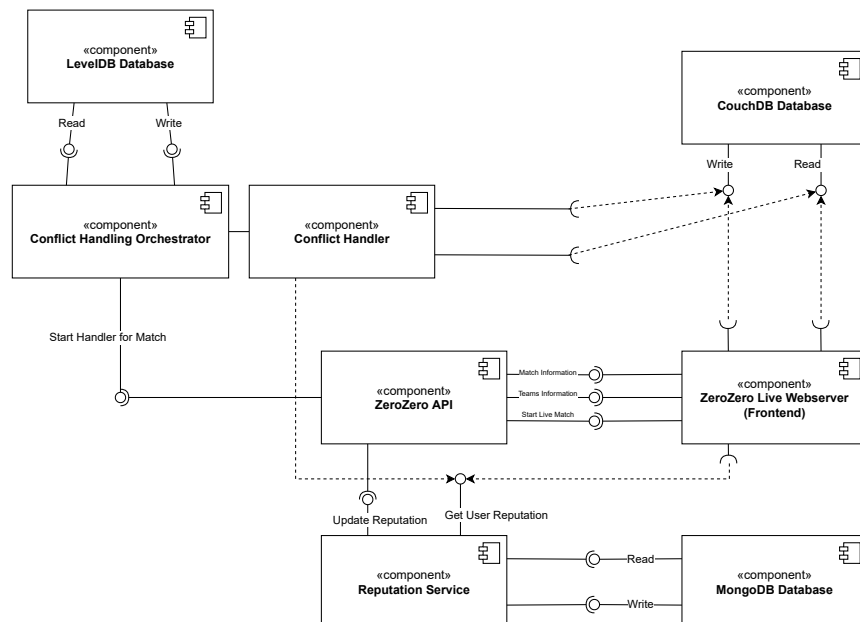 «component»
LevelDB Database
Read
Write
«component»
CouchDB Database
Write
Read
«component»
Conflict Handling Orchestrator
«component»
Conflict Handler
Start Handler for Match
«component»
ZeroZero API
Match Information
Teams Information
Start Live Match
«component»
ZeroZero Live Webserver
(Frontend)
Update Reputation
Get User Reputation
«component»
Reputation Service
Read
Write
«component»
MongoDB Database